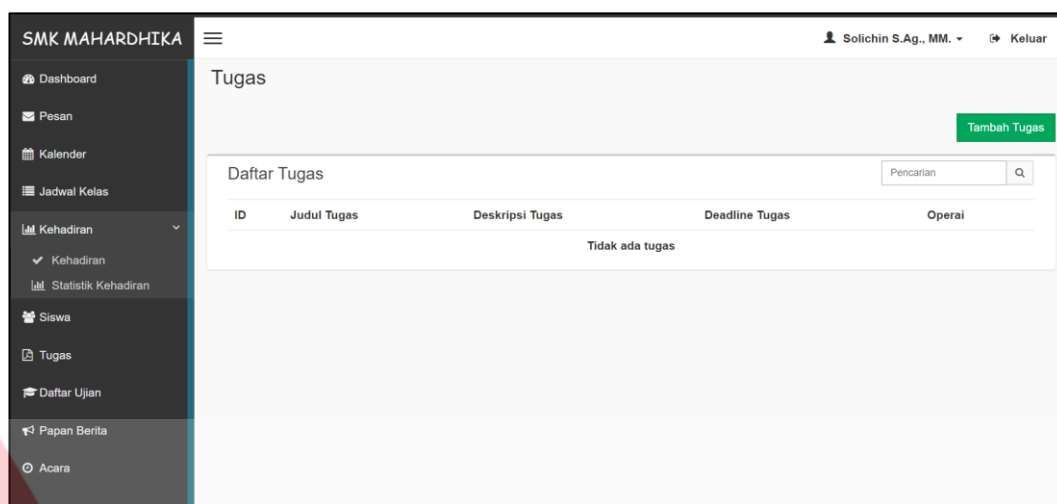 SMK MAHARDHIKA
Solichin S.Ag., MM. Keluar
Dashboard
Pesan
Kalender
Jadwal Kelas
Kehadiran
Kehadiran
Statistik Kehadiran
Siswa
Tugas
Daftar Ujian
Papan Berita
Acara
Tugas
Tambah Tugas
Daftar Tugas
Pencarian
ID Judul Tugas Deskripsi Tugas Deadline Tugas Operai
Tidak ada tugas